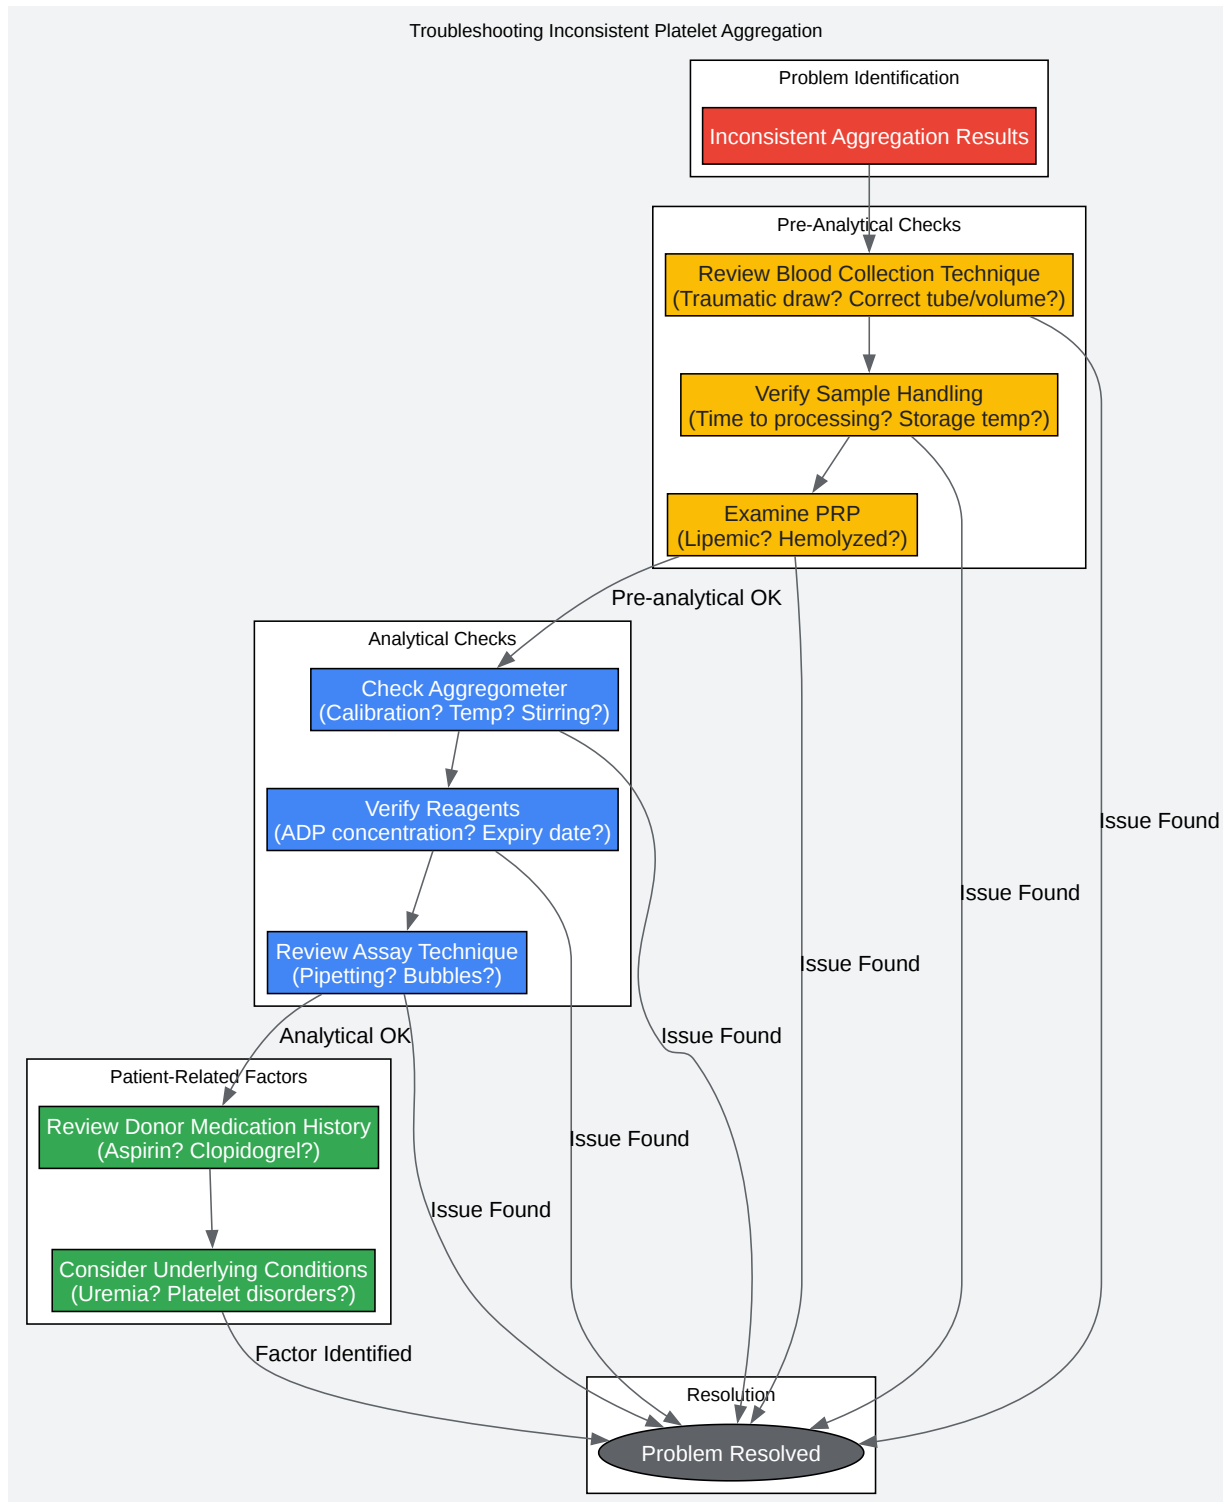 Troubleshooting Inconsistent Platelet Aggregation
Problem Identification
Inconsistent Aggregation Results
Pre-Analytical Checks
Review Blood Collection Technique
(Traumatic draw? Correct tube/volume?)
Verify Sample Handling
(Time to processing? Storage temp?)
Examine PRP
(Lipemic? Hemolyzed?)
Pre-analytical OK
Analytical Checks
Check Aggregometer
(Calibration? Temp? Stirring?)
Verify Reagents
(ADP concentration? Expiry date?)
Issue Found
Issue Found
Review Assay Technique
(Pipetting? Bubbles?)
Issue Found
Analytical OK
Issue Found
Patient-Related Factors
Review Donor Medication History
(Aspirin? Clopidogrel?)
Issue Found
Issue Found
Consider Underlying Conditions
(Uremia? Platelet disorders?)
Factor Identified
Resolution
Problem Resolved